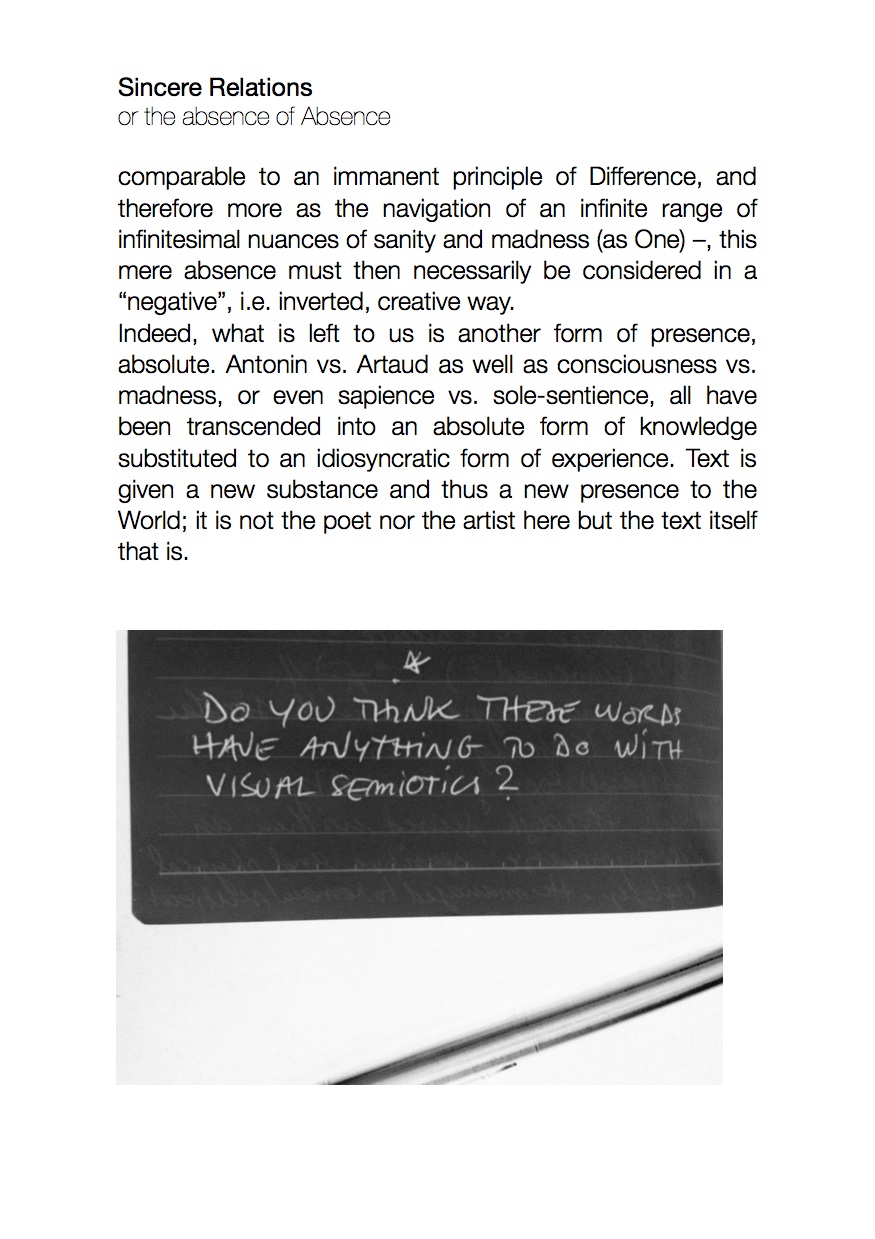 Sincere Relations
or the absence of Absence
comparable to an immanent principle of Difference, and
therefore more as the navigation of an infinite range of
infinitesimal nuances of sanity and madness (as One) –, this
mere absence must then necessarily be considered in a
“negative”, i.e. inverted, creative way.
Indeed, what is left to us is another form of presence,
absolute. Antonin vs. Artaud as well as consciousness vs.
madness, or even sapience vs. sole-sentience, all have
been transcended into an absolute form of knowledge
substituted to an idiosyncratic form of experience. Text is
given a new substance and thus a new presence to the
World; it is not the poet nor the artist here but the text itself
that is.
DO YOU THINK THESE WORDS
HAVE ANYTHING TO DO WITH
VISUAL SEMIOTICS ?